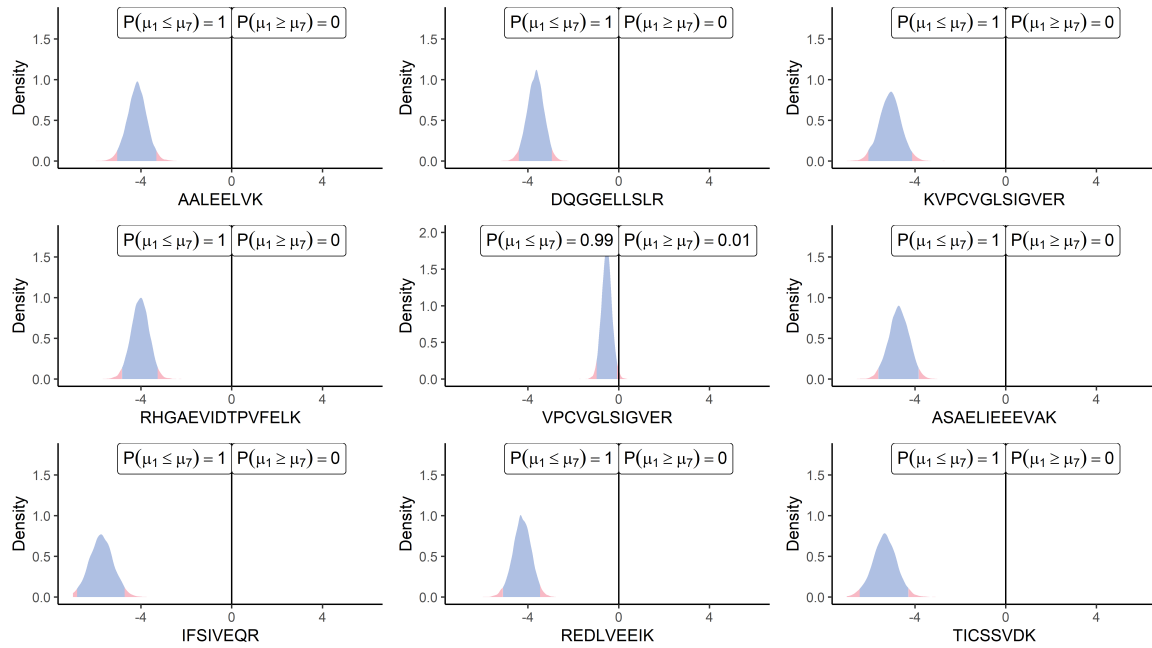 P(μ1 ≤ μ7) = 1 P(μ1 ≥ μ7) = 0
Density
1.5
1.0
0.5
0.0
-4 0 4
AALEELVK
P(μ1 ≤ μ7) = 1 P(μ1 ≥ μ7) = 0
Density
1.5
1.0
0.5
0.0
-4 0 4
DQGGELLSLR
P(μ1 ≤ μ7) = 1 P(μ1 ≥ μ7) = 0
Density
1.5
1.0
0.5
0.0
-4 0 4
KVPCVGLSIGVER
P(μ1 ≤ μ7) = 1 P(μ1 ≥ μ7) = 0
Density
1.5
1.0
0.5
0.0
-4 0 4
RHGAEVIDTPVFELK
P(μ1 ≤ μ7) = 0.99 P(μ1 ≥ μ7) = 0.01
Density
2.0
1.5
1.0
0.5
0.0
-4 0 4
VPCVGLSIGVER
P(μ1 ≤ μ7) = 1 P(μ1 ≥ μ7) = 0
Density
1.5
1.0
0.5
0.0
-4 0 4
ASAELIEEEVAK
P(μ1 ≤ μ7) = 1 P(μ1 ≥ μ7) = 0
Density
1.5
1.0
0.5
0.0
-4 0 4
IFSIVEQR
P(μ1 ≤ μ7) = 1 P(μ1 ≥ μ7) = 0
Density
1.5
1.0
0.5
0.0
-4 0 4
REDLVEEIK
P(μ1 ≤ μ7) = 1 P(μ1 ≥ μ7) = 0
Density
1.5
1.0
0.5
0.0
-4 0 4
TICSSVDK